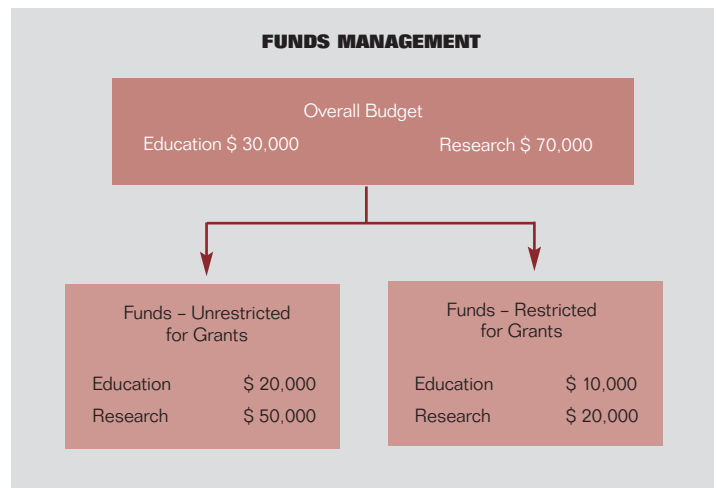 FUNDS MANAGEMENT
Overall Budget
Education $ 30,000 Research $ 70,000
Funds – Unrestricted
for Grants
Education $ 20,000
Research $ 50,000
Funds – Restricted
for Grants
Education $ 10,000
Research $ 20,000